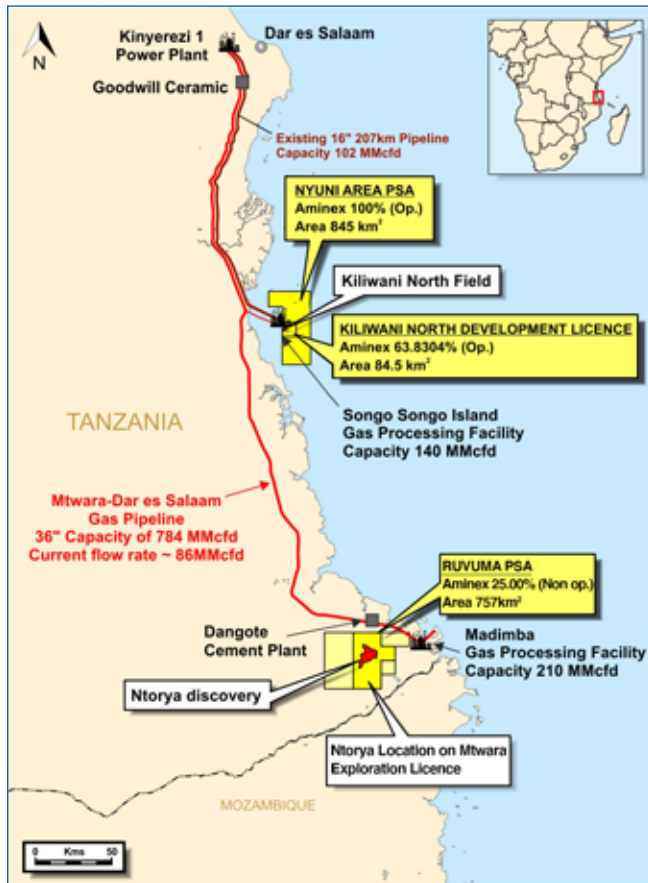 Kinyerezi 1
Power Plant
Dar es Salaam
N
Goodwill Ceramic
Existing 16" 207km Pipeline
Capacity 102 MMcfd
NYUNI AREA PSA
Aminex 100% (Op.)
Area 845 km²
Kiliwani North Field
KILIWANI NORTH DEVELOPMENT LICENCE
Aminex 63.8304% (Op.)
Area 84.5 km²
TANZANIA
Songo Songo Island
Gas Processing Facility
Capacity 140 MMcfd
Mtwara-Dar es Salaam
Gas Pipeline
36" Capacity of 784 MMcfd
Current flow rate ~ 86MMcfd
RUVUMA PSA
Aminex 25.00% (Non op.)
Area 757km²
Dangote
Cement Plant
Madimba
Gas Processing Facility
Capacity 210 MMcfd
Ntorya discovery
Ntorya Location on Mtwara
Exploration Licence
MOZAMBIQUE
0 Kms 50